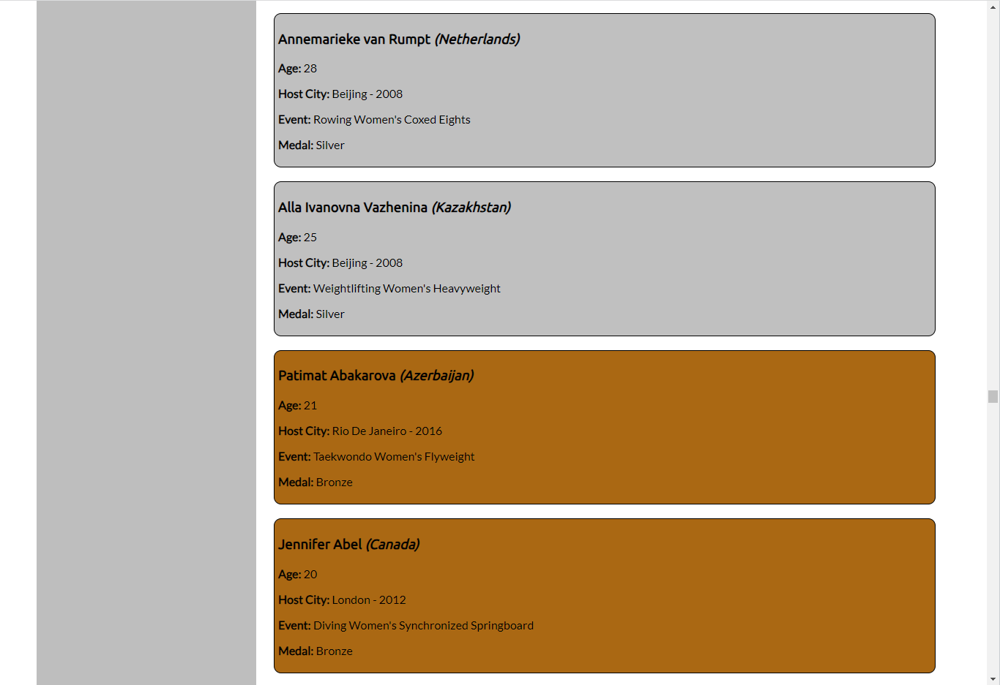 Annemarieke van Rumpt (Netherlands)
Age: 28
Host City: Beijing - 2008
Event: Rowing Women's Coxed Eights
Medal: Silver
Alla Ivanovna Vazhenina (Kazakhstan)
Age: 25
Host City: Beijing - 2008
Event: Weightlifting Women's Heavyweight
Medal: Silver
Patimat Abakarova (Azerbaijan)
Age: 21
Host City: Rio De Janeiro - 2016
Event: Taekwondo Women's Flyweight
Medal: Bronze
Jennifer Abel (Canada)
Age: 20
Host City: London - 2012
Event: Diving Women's Synchronized Springboard
Medal: Bronze